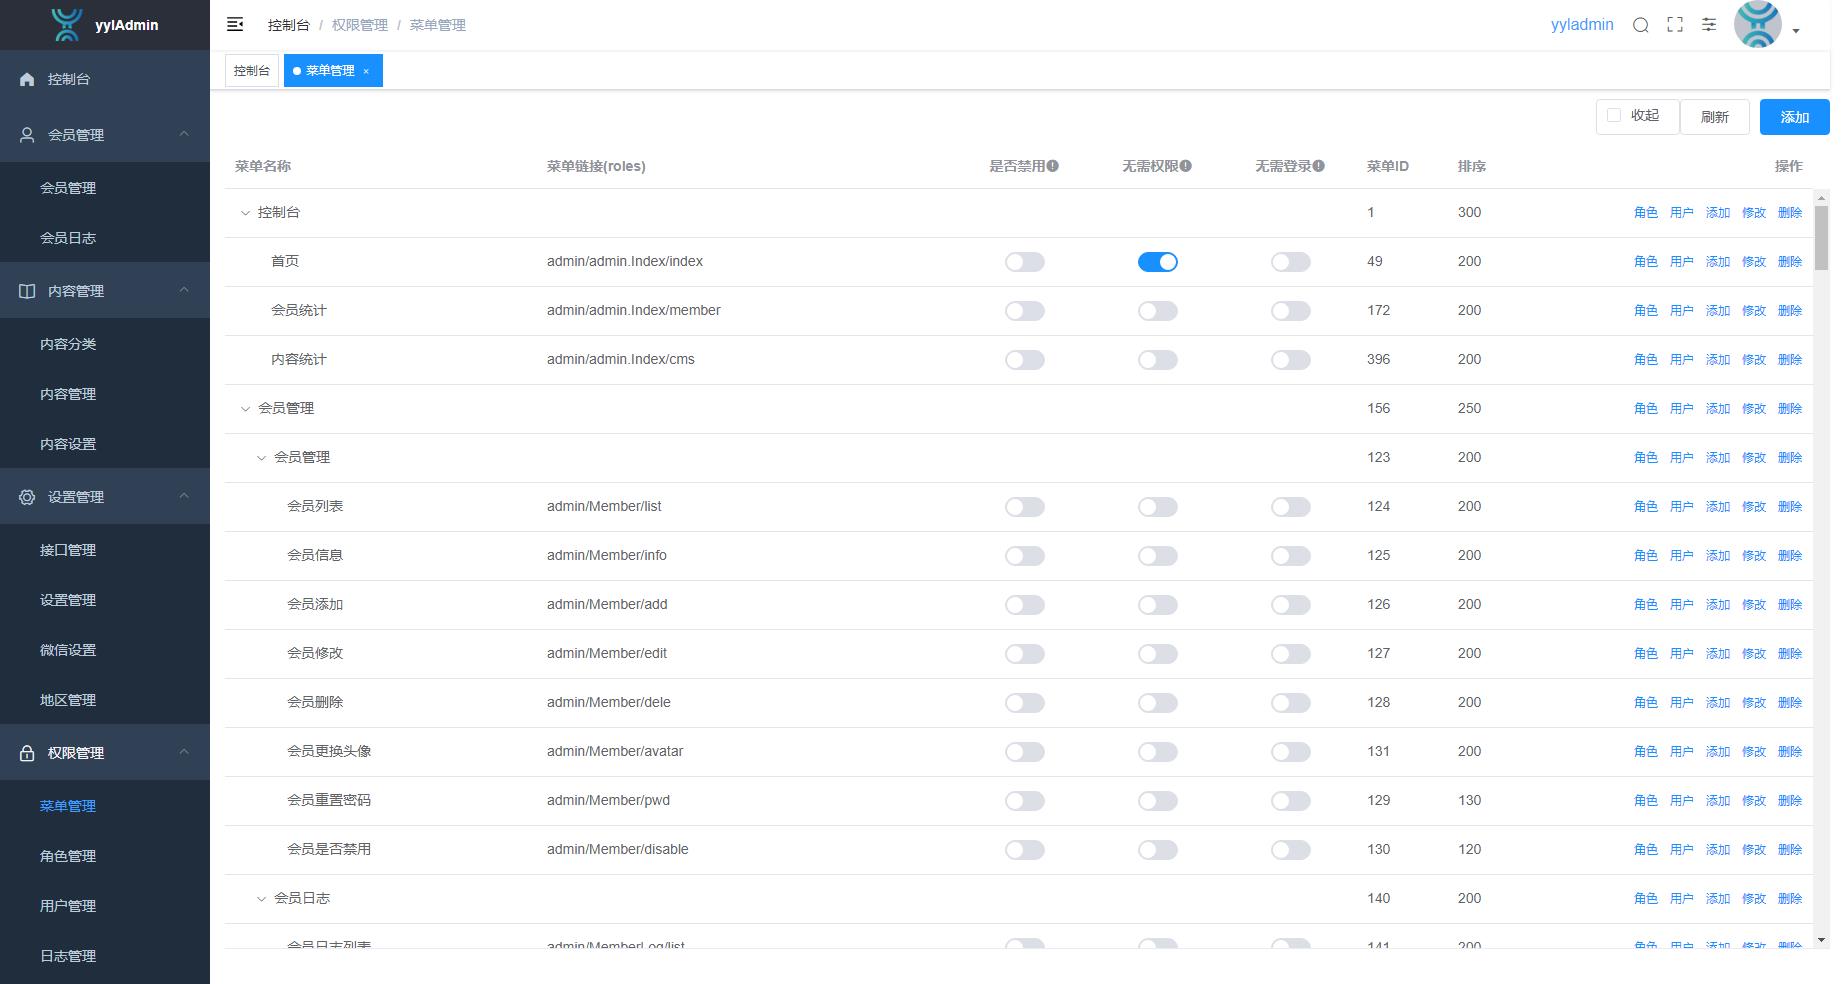 yylAdmin
控制台
会员管理
会员管理
会员日志
内容管理
内容分类
内容管理
内容设置
设置管理
接口管理
设置管理
微信设置
地区管理
权限管理
菜单管理
角色管理
用户管理
日志管理
控制台 / 权限管理 / 菜单管理
yyladmin
控制台
菜单管理 ×
收起 刷新 添加
菜单名称 菜单链接(roles) 是否禁用 无需权限 无需登录 菜单ID 排序 操作
控制台 1 300 角色 用户 添加 修改 删除
首页 admin/admin.Index/index 49 200 角色 用户 添加 修改 删除
会员统计 admin/admin.Index/member 172 200 角色 用户 添加 修改 删除
内容统计 admin/admin.Index/cms 396 200 角色 用户 添加 修改 删除
会员管理 156 250 角色 用户 添加 修改 删除
会员管理 123 200 角色 用户 添加 修改 删除
会员列表 admin/Member/list 124 200 角色 用户 添加 修改 删除
会员信息 admin/Member/info 125 200 角色 用户 添加 修改 删除
会员添加 admin/Member/add 126 200 角色 用户 添加 修改 删除
会员修改 admin/Member/edit 127 200 角色 用户 添加 修改 删除
会员删除 admin/Member/dele 128 200 角色 用户 添加 修改 删除
会员更换头像 admin/Member/avatar 131 200 角色 用户 添加 修改 删除
会员重置密码 admin/Member/pwd 129 130 角色 用户 添加 修改 删除
会员是否禁用 admin/Member/disable 130 120 角色 用户 添加 修改 删除
会员日志 140 200 角色 用户 添加 修改 删除
会员日志列表 admin/MemberLog/list 141 200 角色 用户 添加 修改 删除